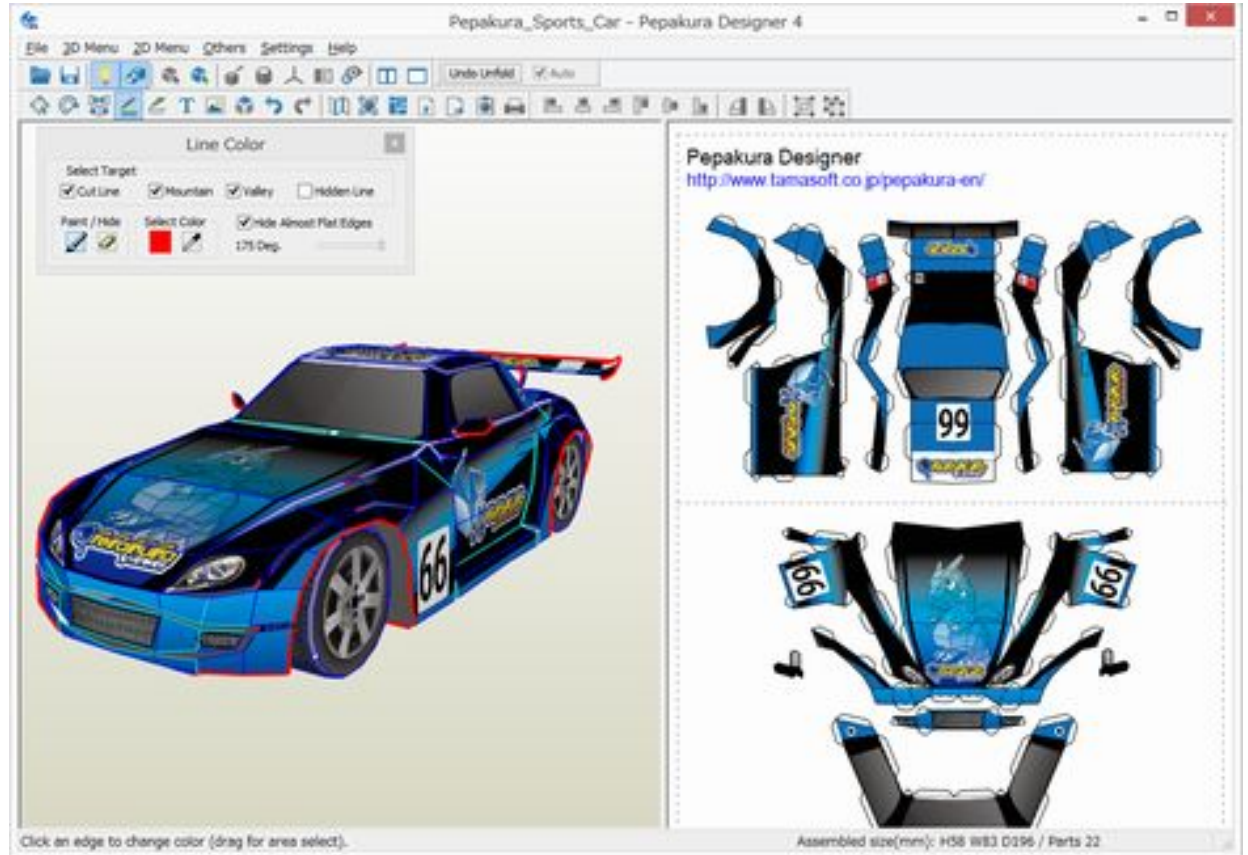 Pepakura_Sports_Car - Pepakura Designer 4
File 3D Menu 2D Menu Others Settings Help
Undo Unfold Auto
Line Color
Select Target
Cut Line Mountain Valley Hidden Line
Paint / Hide Select Color Hide Almost Flat Edges
175 Deg.
Pepakura Designer
http://www.tamasoft.co.jp/pepakura-en/
99
66
66
99
Click an edge to change color (drag for area select).
Assembled size(mm): H58 W83 D196 / Parts 22